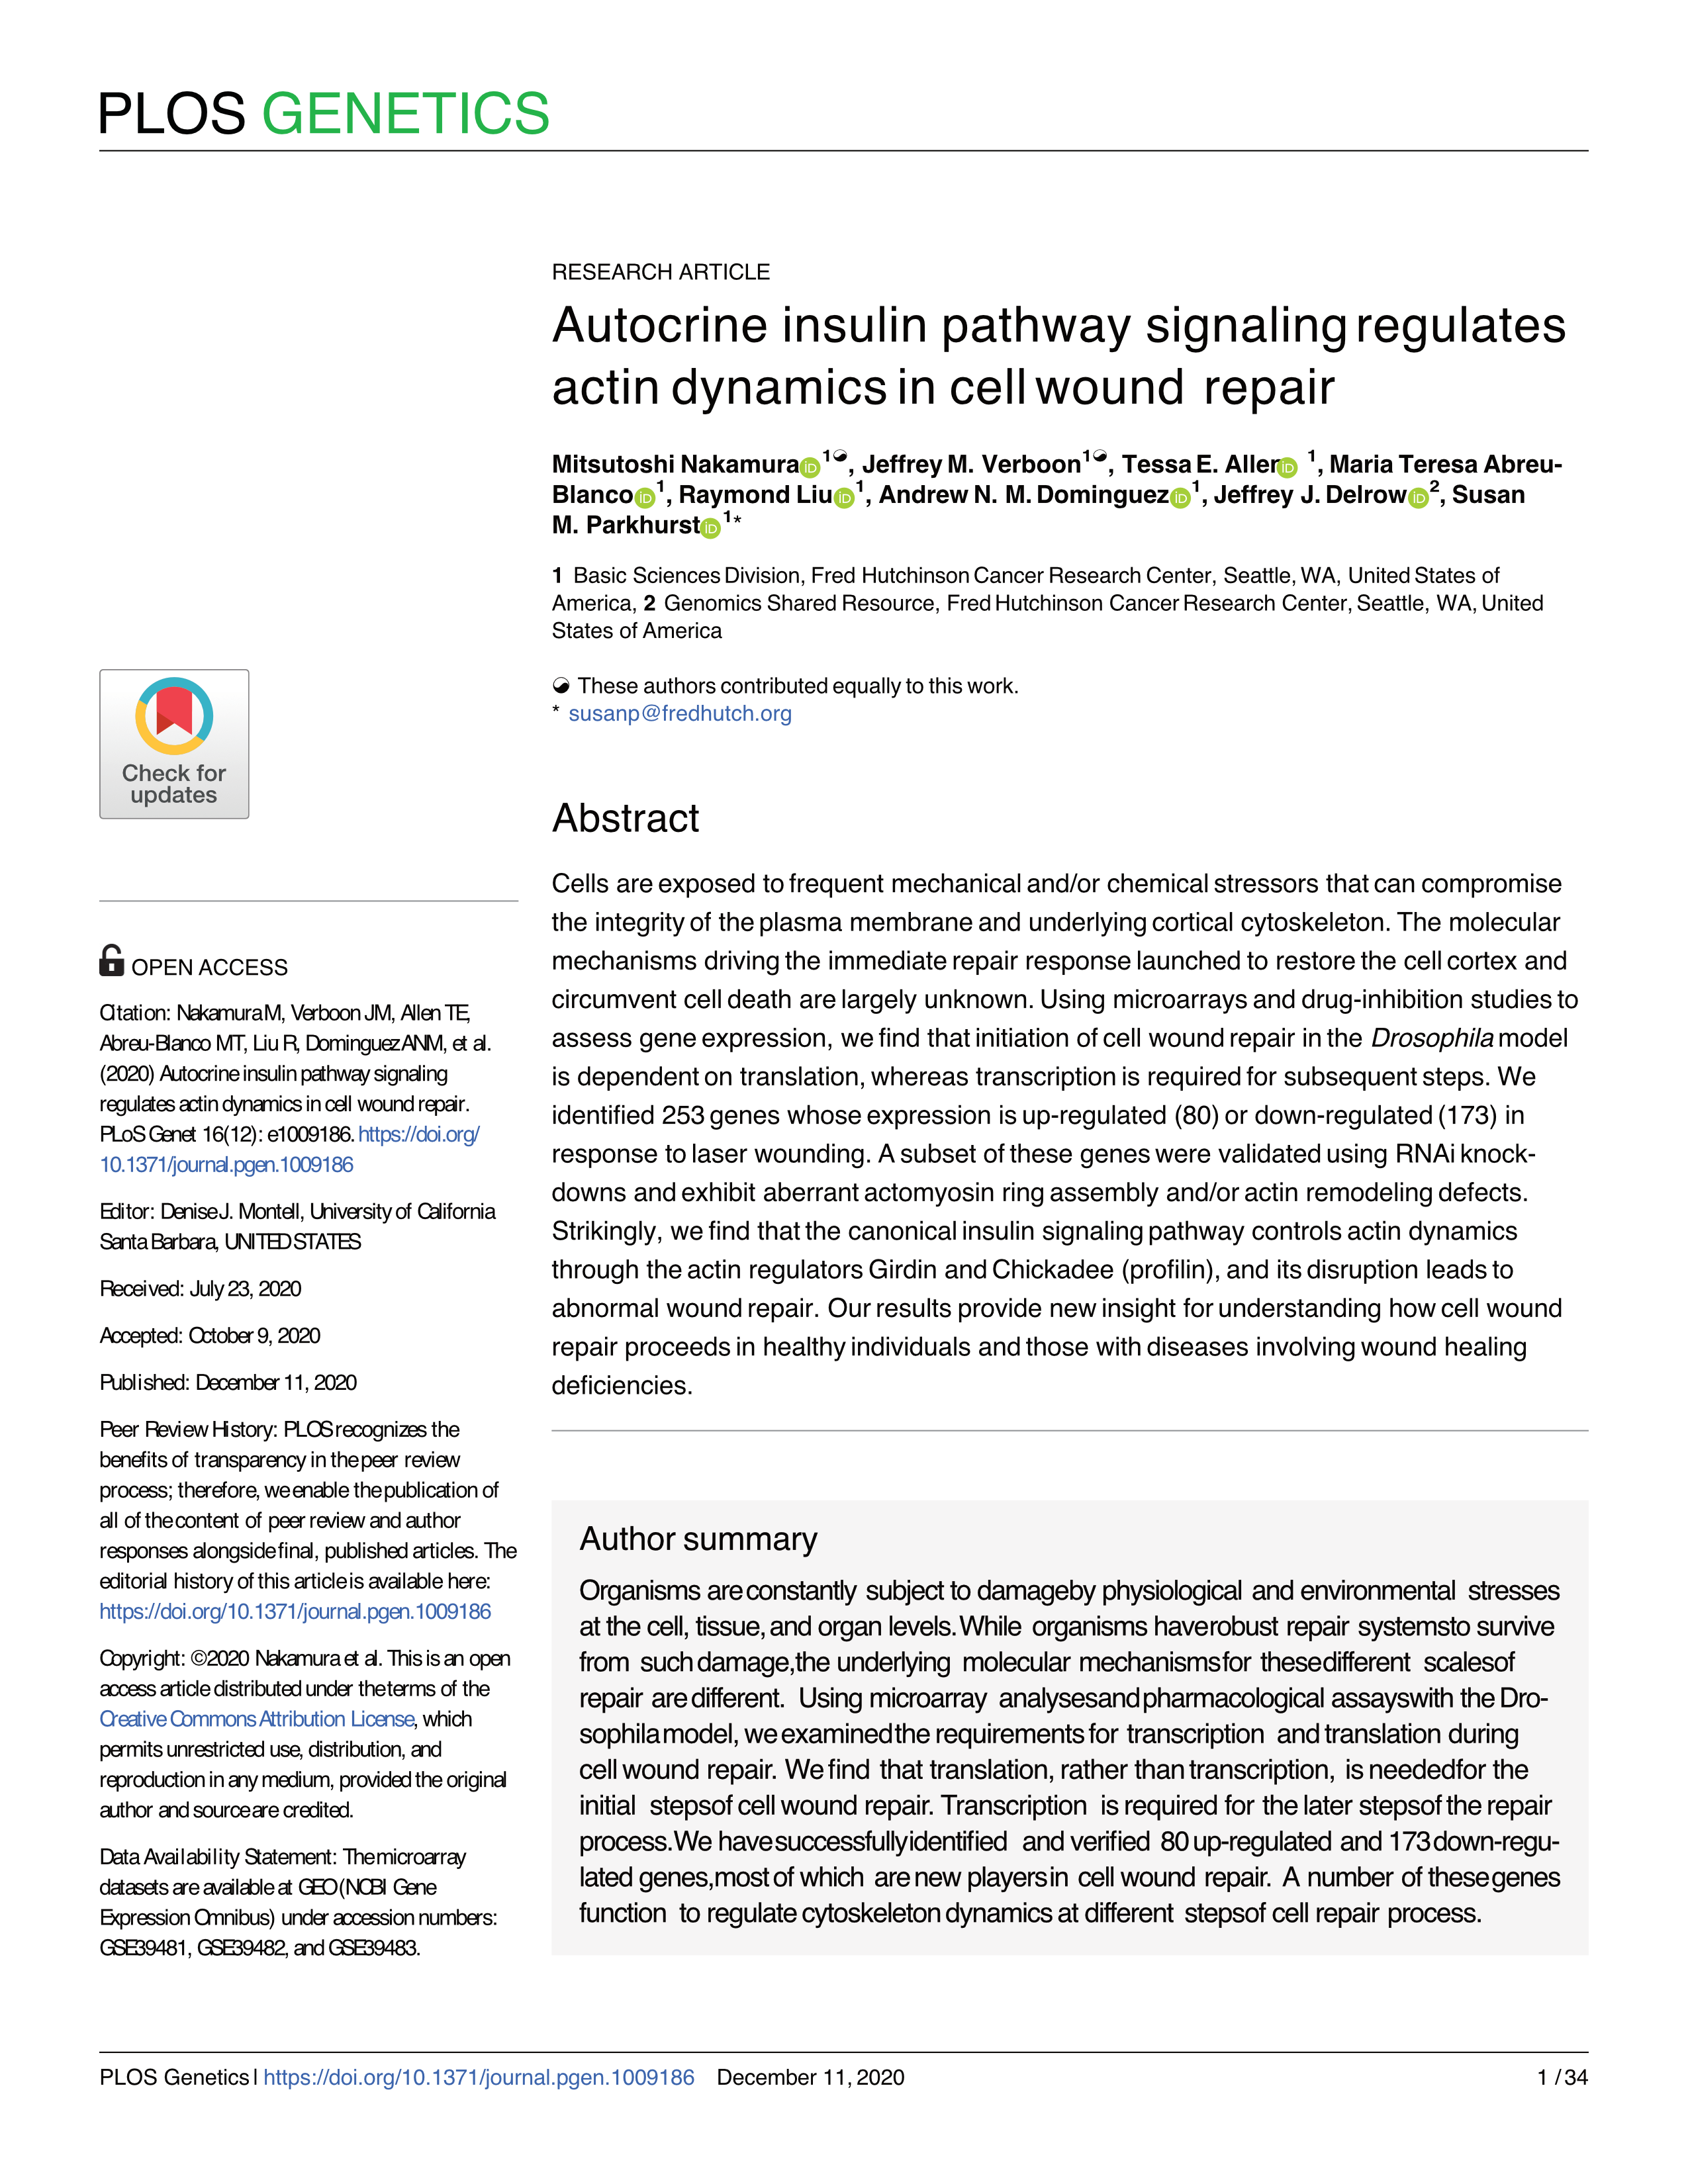 PLOS GENETICS
RESEARCH ARTICLE
Autocrine insulin pathway signaling regulates
actin dynamics in cell wound repair
Mitsutoshi Nakamura iD 1, Jeffrey M. Verboon1, Tessa E. Allen iD 1, Maria Teresa Abreu-
Blanco iD 1, Raymond Liu iD 1, Andrew N. M. Dominguez iD 1, Jeffrey J. Delrow iD 2, Susan
M. Parkhurst iD 1*
1 Basic Sciences Division, Fred Hutchinson Cancer Research Center, Seattle, WA, United States of
America, 2 Genomics Shared Resource, Fred Hutchinson Cancer Research Center, Seattle, WA, United
States of America
These authors contributed equally to this work.
* susanp@fredhutch.org
Check for
updates
Abstract
Cells are exposed to frequent mechanical and/or chemical stressors that can compromise
the integrity of the plasma membrane and underlying cortical cytoskeleton. The molecular
mechanisms driving the immediate repair response launched to restore the cell cortex and
circumvent cell death are largely unknown. Using microarrays and drug-inhibition studies to
assess gene expression, we find that initiation of cell wound repair in the Drosophila model
is dependent on translation, whereas transcription is required for subsequent steps. We
identified 253 genes whose expression is up-regulated (80) or down-regulated (173) in
response to laser wounding. A subset of these genes were validated using RNAi knock-
downs and exhibit aberrant actomyosin ring assembly and/or actin remodeling defects.
Strikingly, we find that the canonical insulin signaling pathway controls actin dynamics
through the actin regulators Girdin and Chickadee (profilin), and its disruption leads to
abnormal wound repair. Our results provide new insight for understanding how cell wound
repair proceeds in healthy individuals and those with diseases involving wound healing
deficiencies.
OPEN ACCESS
Citation: Nakamura M, Verboon JM, Allen TE,
Abreu-Blanco MT, Liu R, Dominguez ANM, et al.
(2020) Autocrine insulin pathway signaling
regulates actin dynamics in cell wound repair.
PLoS Genet 16(12): e1009186. https://doi.org/
10.1371/journal.pgen.1009186
Editor: Denise J. Montell, University of California
Santa Barbara, UNITED STATES
Received: July 23, 2020
Accepted: October 9, 2020
Published: December 11, 2020
Peer Review History: PLOS recognizes the
benefits of transparency in the peer review
process; therefore, we enable the publication of
all of the content of peer review and author
responses alongside final, published articles. The
editorial history of this article is available here:
https://doi.org/10.1371/journal.pgen.1009186
Copyright: © 2020 Nakamura et al. This is an open
access article distributed under the terms of the
Creative Commons Attribution License, which
permits unrestricted use, distribution, and
reproduction in any medium, provided the original
author and source are credited.
Data Availability Statement: The microarray
datasets are available at GEO (NCBI Gene
Expression Omnibus) under accession numbers:
GSE39481, GSE39482, and GSE39483.
Author summary
Organisms are constantly subject to damage by physiological and environmental stresses
at the cell, tissue, and organ levels. While organisms have robust repair systems to survive
from such damage, the underlying molecular mechanisms for these different scales of
repair are different. Using microarray analyses and pharmacological assays with the Dro-
sophila model, we examined the requirements for transcription and translation during
cell wound repair. We find that translation, rather than transcription, is needed for the
initial steps of cell wound repair. Transcription is required for the later steps of the repair
process. We have successfully identified and verified 80 up-regulated and 173 down-regu-
lated genes, most of which are new players in cell wound repair. A number of these genes
function to regulate cytoskeleton dynamics at different steps of cell repair process.
PLOS Genetics | https://doi.org/10.1371/journal.pgen.1009186 December 11, 2020
1 / 34